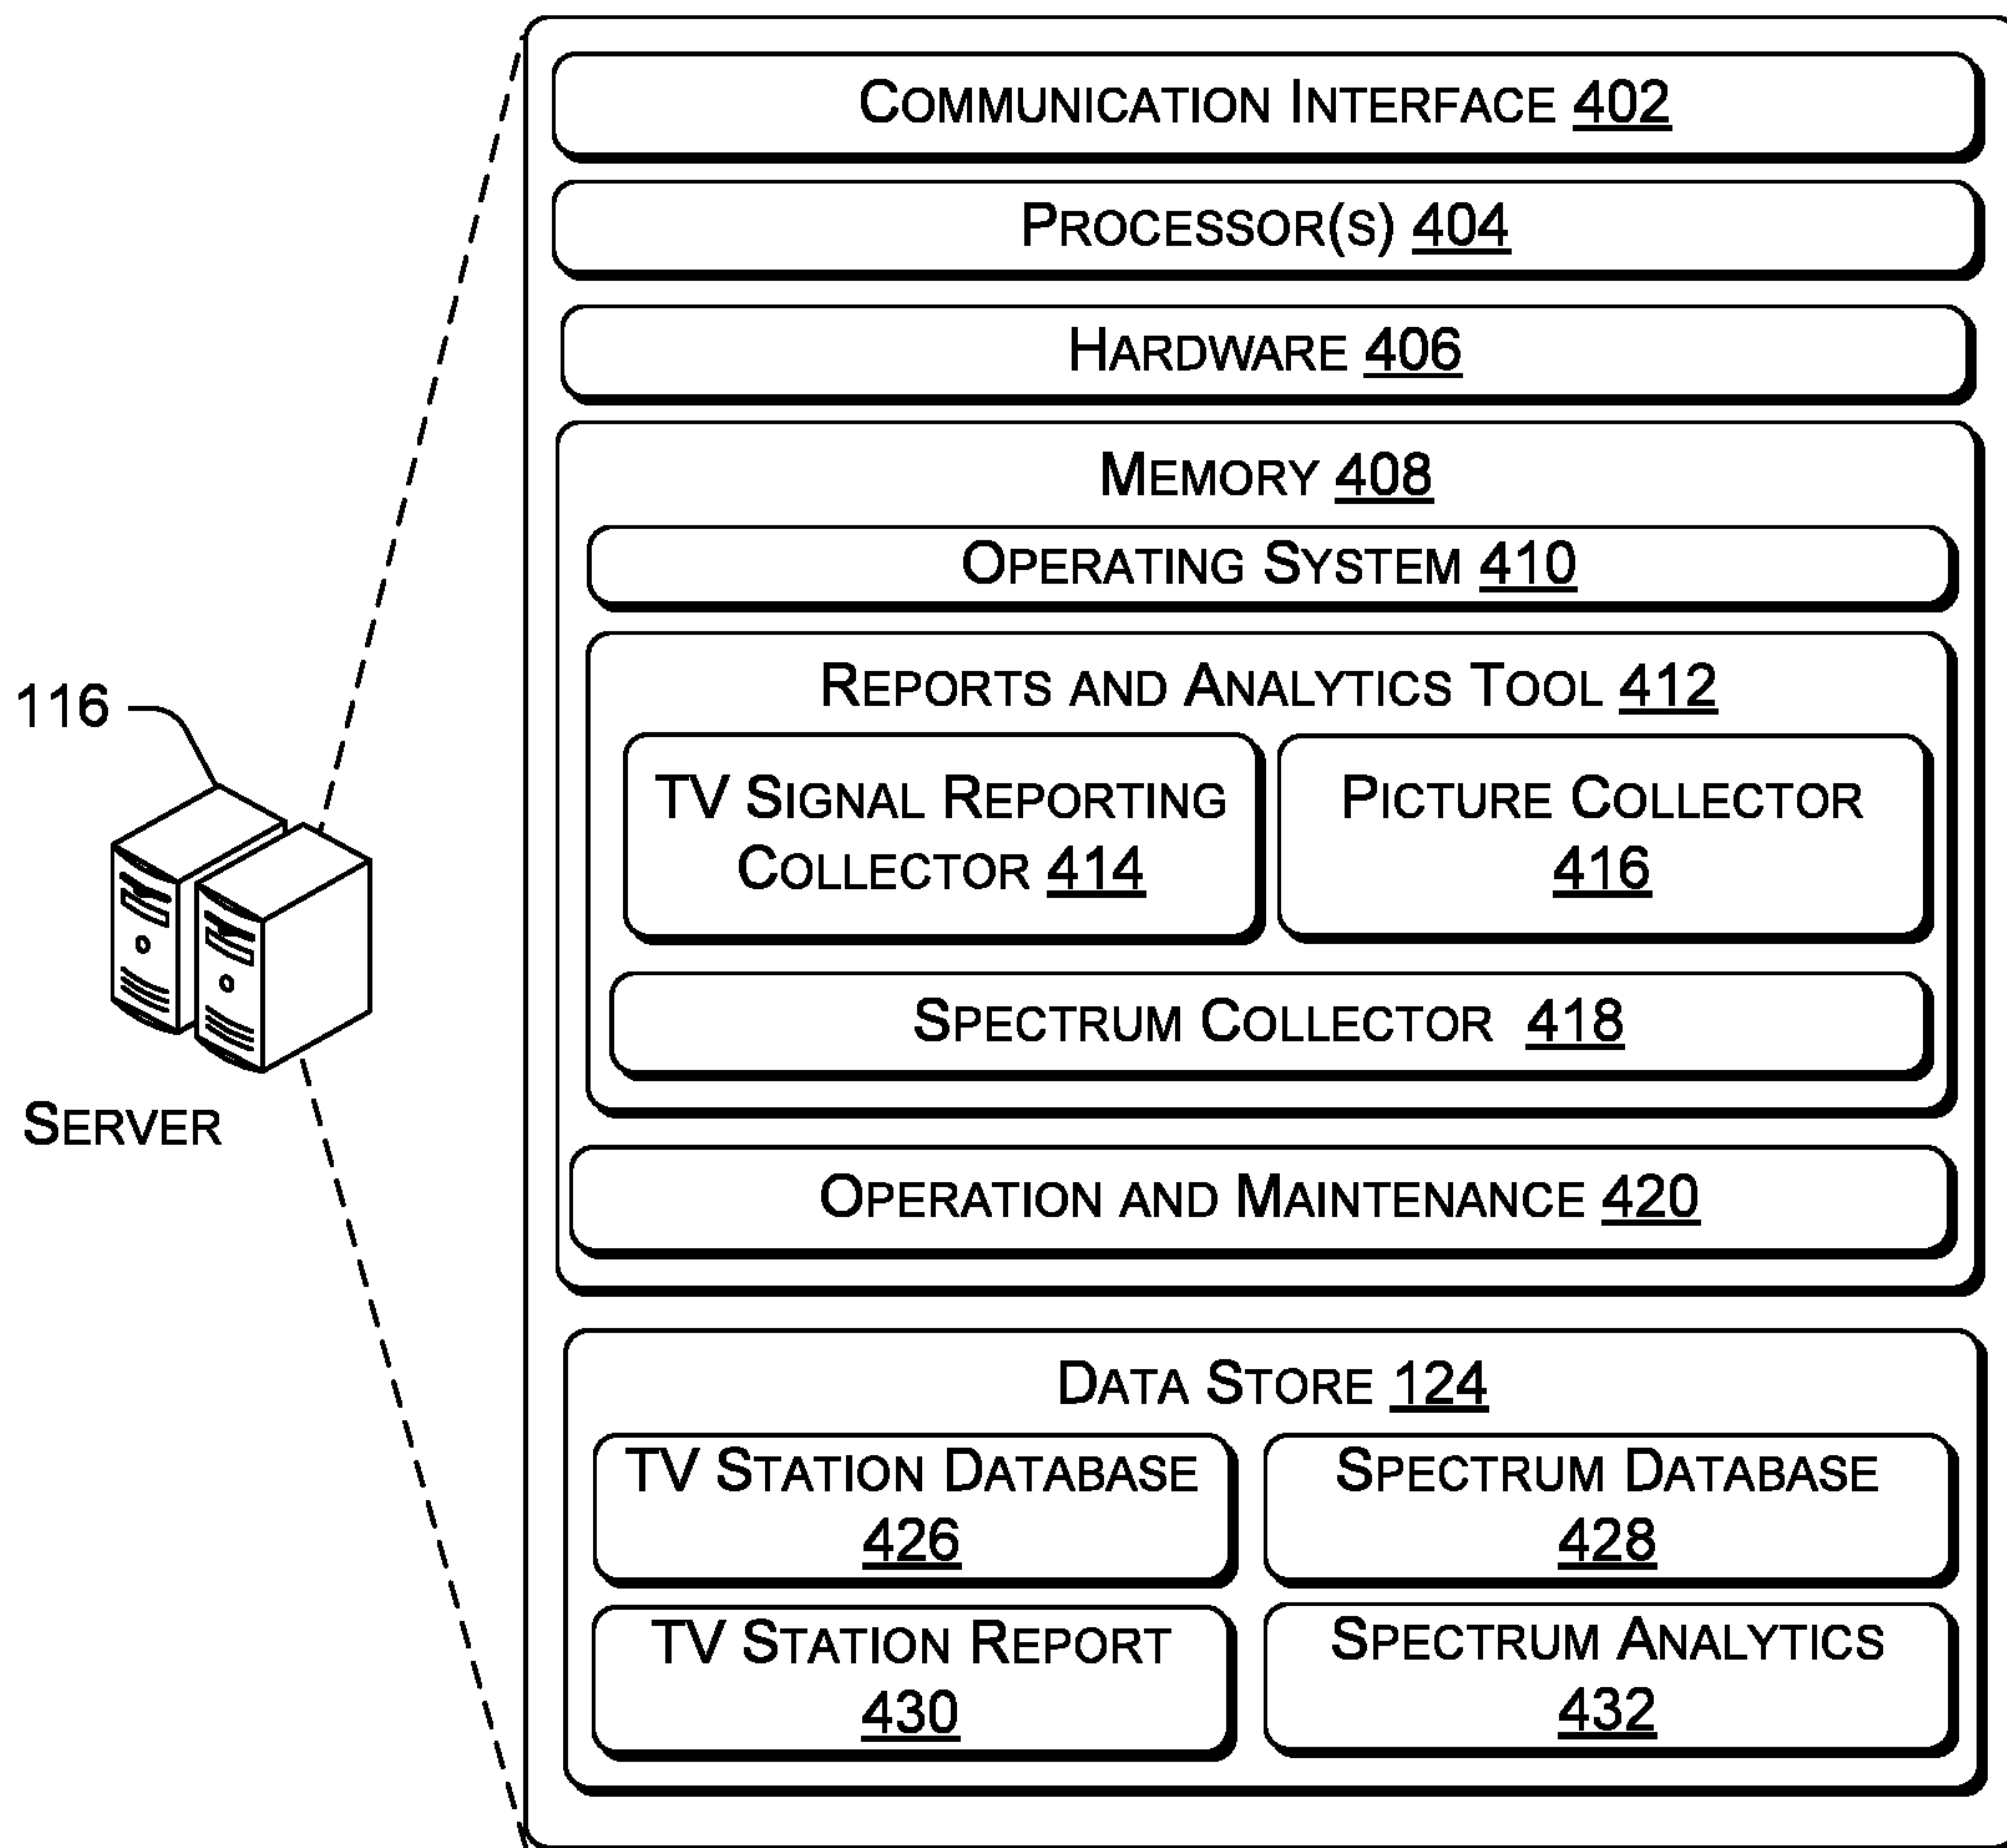 COMMUNICATION INTERFACE 402
PROCESSOR(S) 404
HARDWARE 406
MEMORY 408
OPERATING SYSTEM 410
REPORTS AND ANALYTICS TOOL 412
TV SIGNAL REPORTING
COLLECTOR 414
PICTURE COLLECTOR
416
SPECTRUM COLLECTOR 418
OPERATION AND MAINTENANCE 420
116
SERVER
DATA STORE 124
TV STATION DATABASE
426
SPECTRUM DATABASE
428
TV STATION REPORT
430
SPECTRUM ANALYTICS
432